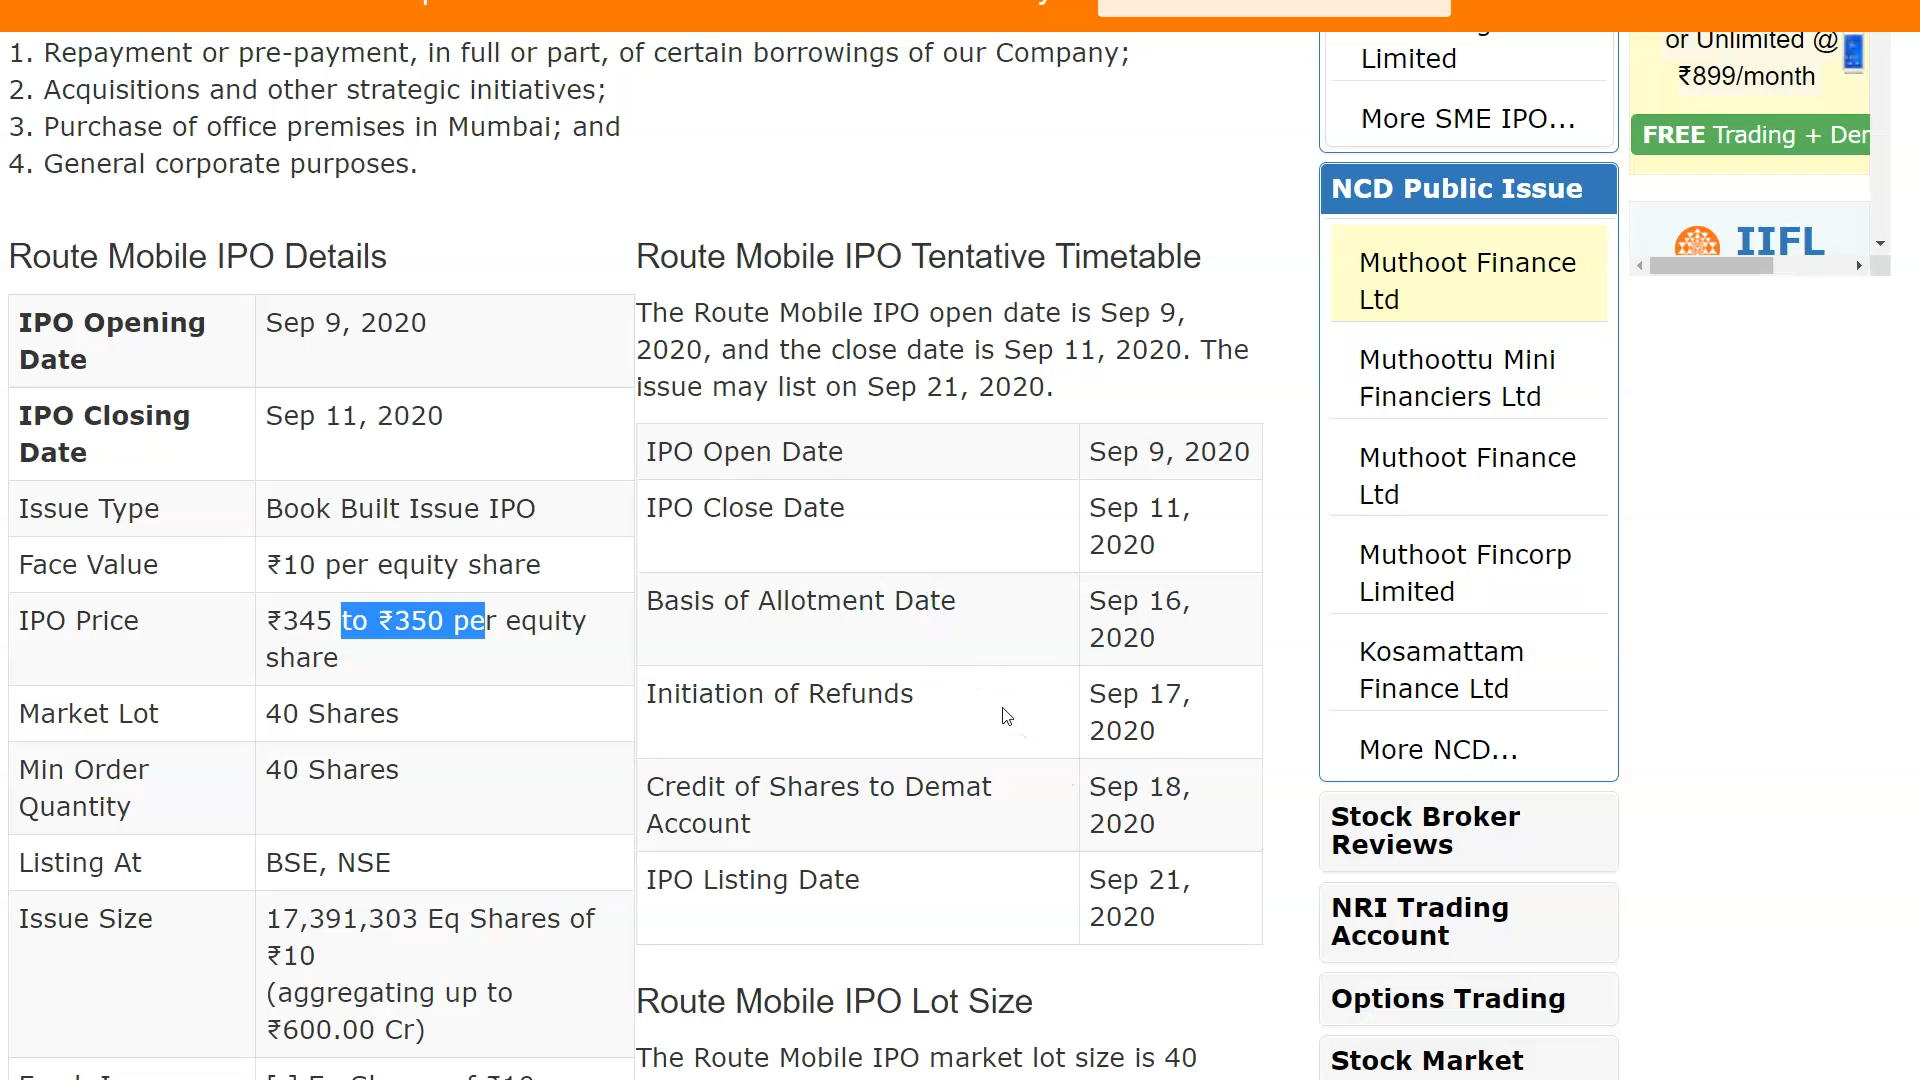 1. Repayment or pre-payment, in full or part, of certain borrowings of our Company;
2. Acquisitions and other strategic initiatives;
3. Purchase of office premises in Mumbai; and
4. General corporate purposes.
Route Mobile IPO Details
IPO Opening
Date
Sep 9, 2020
IPO Closing
Date
Sep 11, 2020
Issue Type
Book Built Issue IPO
Face Value
₹10 per equity share
IPO Price
₹345 to ₹350 per equity
share
Market Lot
40 Shares
Min Order
Quantity
40 Shares
Listing At
BSE, NSE
Issue Size
17,391,303 Eq Shares of
₹10
(aggregating up to
₹600.00 Cr)
Route Mobile IPO Tentative Timetable
The Route Mobile IPO open date is Sep 9,
2020, and the close date is Sep 11, 2020. The
issue may list on Sep 21, 2020.
IPO Open Date
Sep 9, 2020
IPO Close Date
Sep 11,
2020
Basis of Allotment Date
Sep 16,
2020
Initiation of Refunds
Sep 17,
2020
Credit of Shares to Demat
Account
Sep 18,
2020
IPO Listing Date
Sep 21,
2020
Route Mobile IPO Lot Size
The Route Mobile IPO market lot size is 40
Limited
More SME IPO...
NCD Public Issue
Muthoot Finance
Ltd
Muthoottu Mini
Financiers Ltd
Muthoot Finance
Ltd
Muthoot Fincorp
Limited
Kosamattam
Finance Ltd
More NCD...
Stock Broker
Reviews
NRI Trading
Account
Options Trading
Stock Market
or Unlimited @
₹899/month
FREE Trading + Der
IIFL